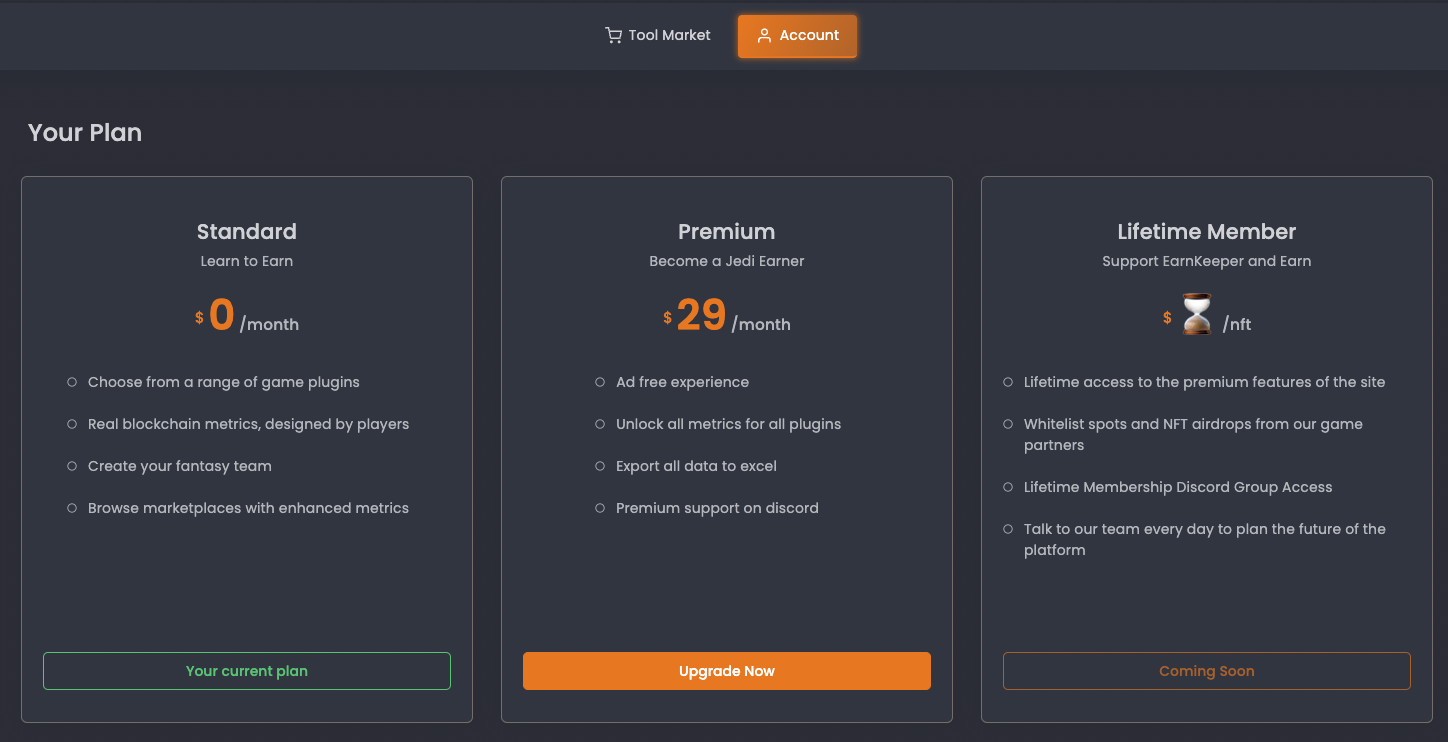 Tool Market
Account
Your Plan
Standard
Learn to Earn
$ 0 /month
Choose from a range of game plugins
Real blockchain metrics, designed by players
Create your fantasy team
Browse marketplaces with enhanced metrics
Your current plan
Premium
Become a Jedi Earner
$ 29 /month
Ad free experience
Unlock all metrics for all plugins
Export all data to excel
Premium support on discord
Upgrade Now
Lifetime Member
Support EarnKeeper and Earn
$ ⏳ /nft
Lifetime access to the premium features of the site
Whitelist spots and NFT airdrops from our game
partners
Lifetime Membership Discord Group Access
Talk to our team every day to plan the future of the
platform
Coming Soon